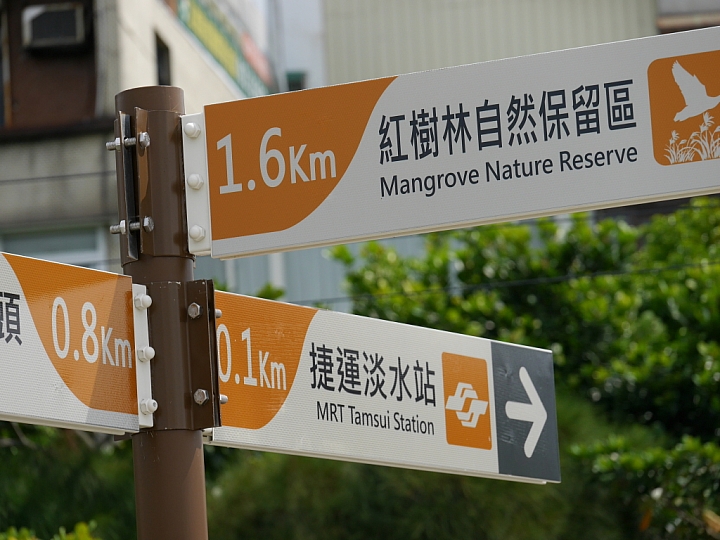 1.6Km
紅樹林自然保留區
Mangrove Nature Reserve
頭
0.8Km
0.1Km
捷運淡水站
MRT Tamsui Station